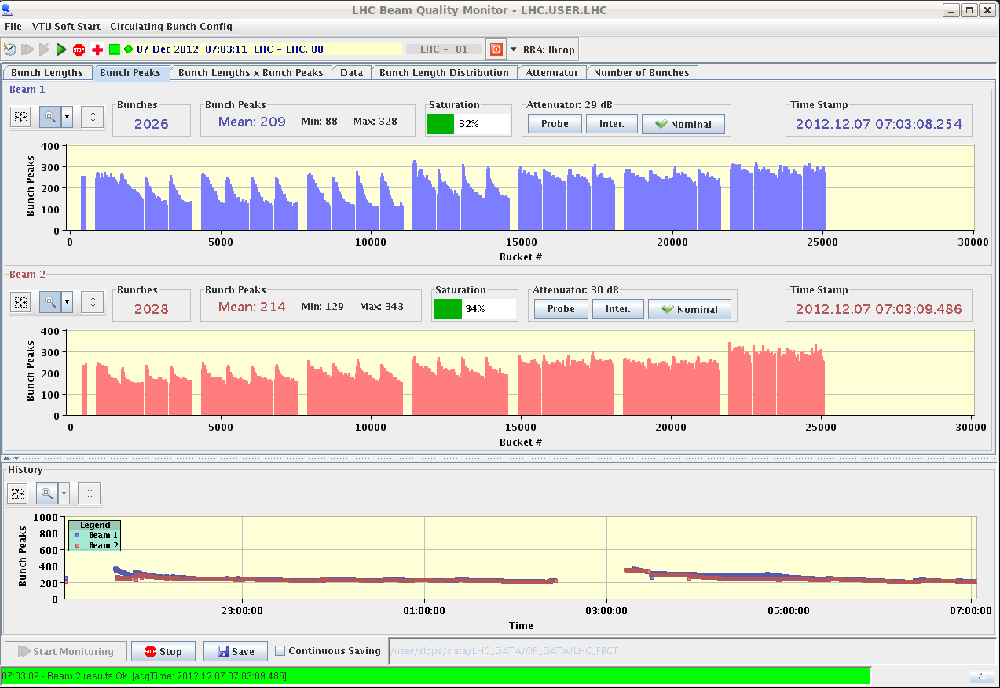 LHC Beam Quality Monitor - LHC.USER.LHC
File VTU Soft Start Circulating Bunch Config
STOP 07 Dec 2012 07:03:11 LHC - LHC, 00 LHC - 01 RBA: lhcop
Bunch Lengths Bunch Peaks Bunch Lengths x Bunch Peaks Data Bunch Length Distribution Attenuator Number of Bunches
Beam 1
Bunches Bunch Peaks Saturation Attenuator: 29 dB Time Stamp
2026 Mean: 209 Min: 88 Max: 328 32% Probe Inter. Nominal 2012.12.07 07:03:08.254
Bunch Peaks
400
300
200
100
0
0 5000 10000 15000 20000 25000 30000
Bucket #
Beam 2
Bunches Bunch Peaks Saturation Attenuator: 30 dB Time Stamp
2028 Mean: 214 Min: 129 Max: 343 34% Probe Inter. Nominal 2012.12.07 07:03:09.486
Bunch Peaks
400
300
200
100
0
0 5000 10000 15000 20000 25000 30000
Bucket #
History
Bunch Peaks
1000
800
600
400
200
0
Legend
Beam 1
Beam 2
23:00:00 01:00:00 03:00:00 05:00:00 07:00:00
Time
Start Monitoring STOP Stop Save Continuous Saving /user/slops/data/LHC_DATA/OP_DATA/LHC_FBCT
07:03:09 - Beam 2 results Ok. [acqTime: 2012.12.07 07:03:09.486]